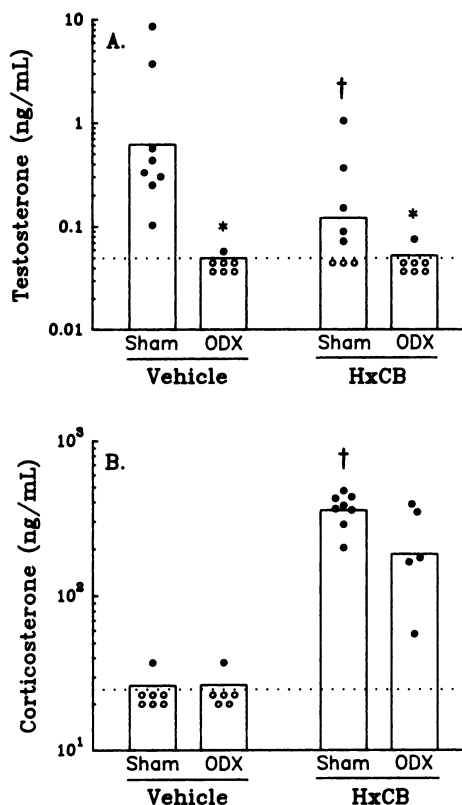 A.
Testosterone (ng/mL)
10
1
0.1
0.01
†
*
*
Sham ODX Sham ODX
Vehicle HxCB
B.
Corticosterone (ng/mL)
10³
10²
10¹
†
Sham ODX Sham ODX
Vehicle HxCB